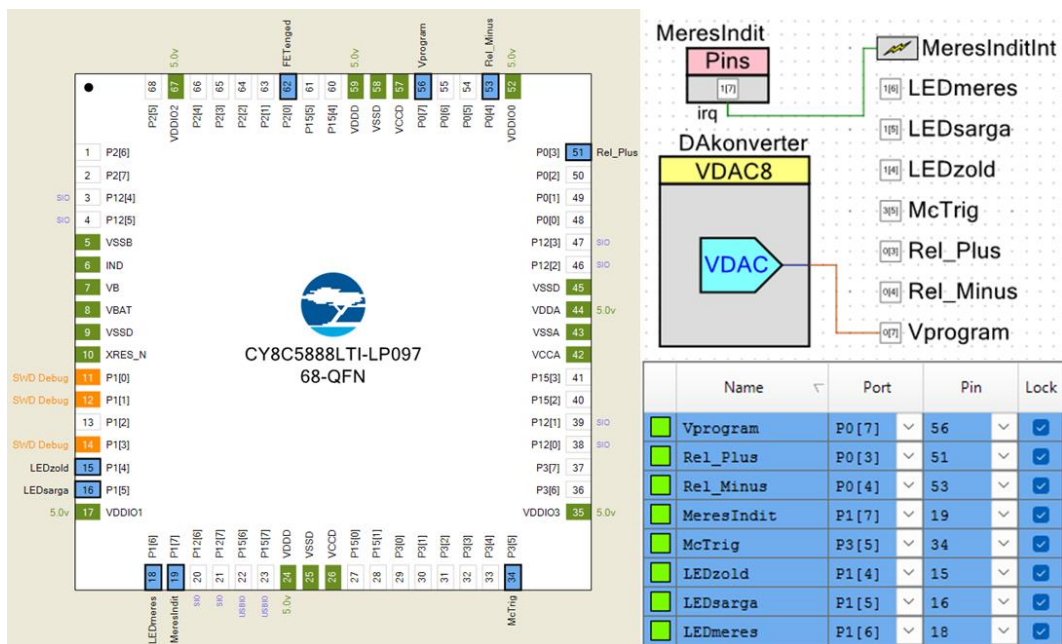 5.0v
FETenged
5.0v
Vprogram
Rel_Minus
5.0v
68 67 66 65 64 63 62 61 60 59 58 57 56 55 54 53 52
P2[5] VDDIO2 P2[4] P2[3] P2[2] P2[1] P2[0] P15[5] P15[4] VDDD VSSD VCCD P0[7] P0[6] P0[5] P0[4] VDDIO0
1 P2[6]
2 P2[7]
SIO 3 P12[4]
SIO 4 P12[5]
5 VSSB
6 IND
7 VB
8 VBAT
9 VSSD
10 XRES_N
SWD Debug 11 P1[0]
SWD Debug 12 P1[1]
13 P1[2]
SWD Debug 14 P1[3]
LEDzold 15 P1[4]
LEDsarga 16 P1[5]
5.0v 17 VDDIO1
CY8C5888LTI-LP097
68-QFN
P0[3] 51 Rel_Plus
P0[2] 50
P0[1] 49
P0[0] 48
P12[3] 47 SIO
P12[2] 46 SIO
VSSD 45
VDDA 44 5.0v
VSSA 43
VCCA 42
P15[3] 41
P15[2] 40
P12[1] 39 SIO
P12[0] 38 SIO
P3[7] 37
P3[6] 36
VDDIO3 35 5.0v
P1[6] P1[7] P12[6] P12[7] P15[6] P15[7] VDDD VSSD VCCD P15[0] P15[1] P3[0] P3[1] P3[2] P3[3] P3[4] P3[5]
18 19 20 21 22 23 24 25 26 27 28 29 30 31 32 33 34
LEDmeres MeresIndit SIO SIO USBIO USBIO 5.0v McTrig
MeresIndit
Pins
1[7]
irq
DAkonverter
VDAC8
VDAC
MeresInditInt
1[6] LEDmeres
1[5] LEDsarga
1[4] LEDzold
3[5] McTrig
0[3] Rel_Plus
0[4] Rel_Minus
0[7] Vprogram
Name Port Pin Lock
Vprogram P0[7] 56
Rel_Plus P0[3] 51
Rel_Minus P0[4] 53
MeresIndit P1[7] 19
McTrig P3[5] 34
LEDzold P1[4] 15
LEDsarga P1[5] 16
LEDmeres P1[6] 18